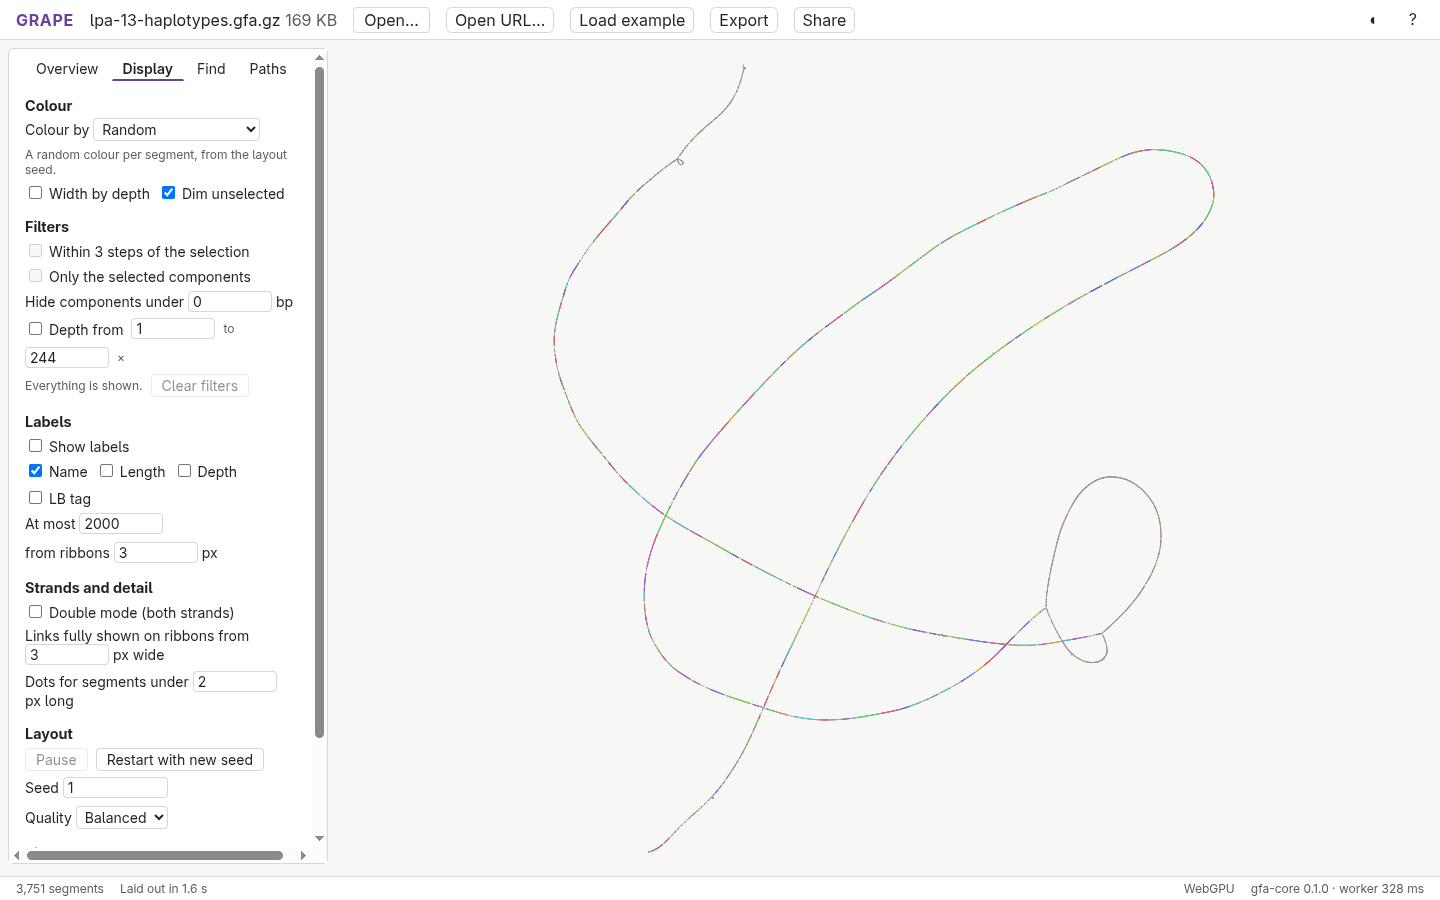 GRAPE lpa-13-haplotypes.gfa.gz 169 KB Open... Open URL... Load example Export Share ?
Overview Display Find Paths
Colour
Colour by Random
A random colour per segment, from the layout
seed.
Width by depth Dim unselected
Filters
Within 3 steps of the selection
Only the selected components
Hide components under 0 bp
Depth from 1 to
244 ×
Everything is shown. Clear filters
Labels
Show labels
Name Length Depth
LB tag
At most 2000
from ribbons 3 px
Strands and detail
Double mode (both strands)
Links fully shown on ribbons from
3 px wide
Dots for segments under 2
px long
Layout
Pause Restart with new seed
Seed 1
Quality Balanced
3,751 segments Laid out in 1.6 s WebGPU gfa-core 0.1.0 · worker 328 ms